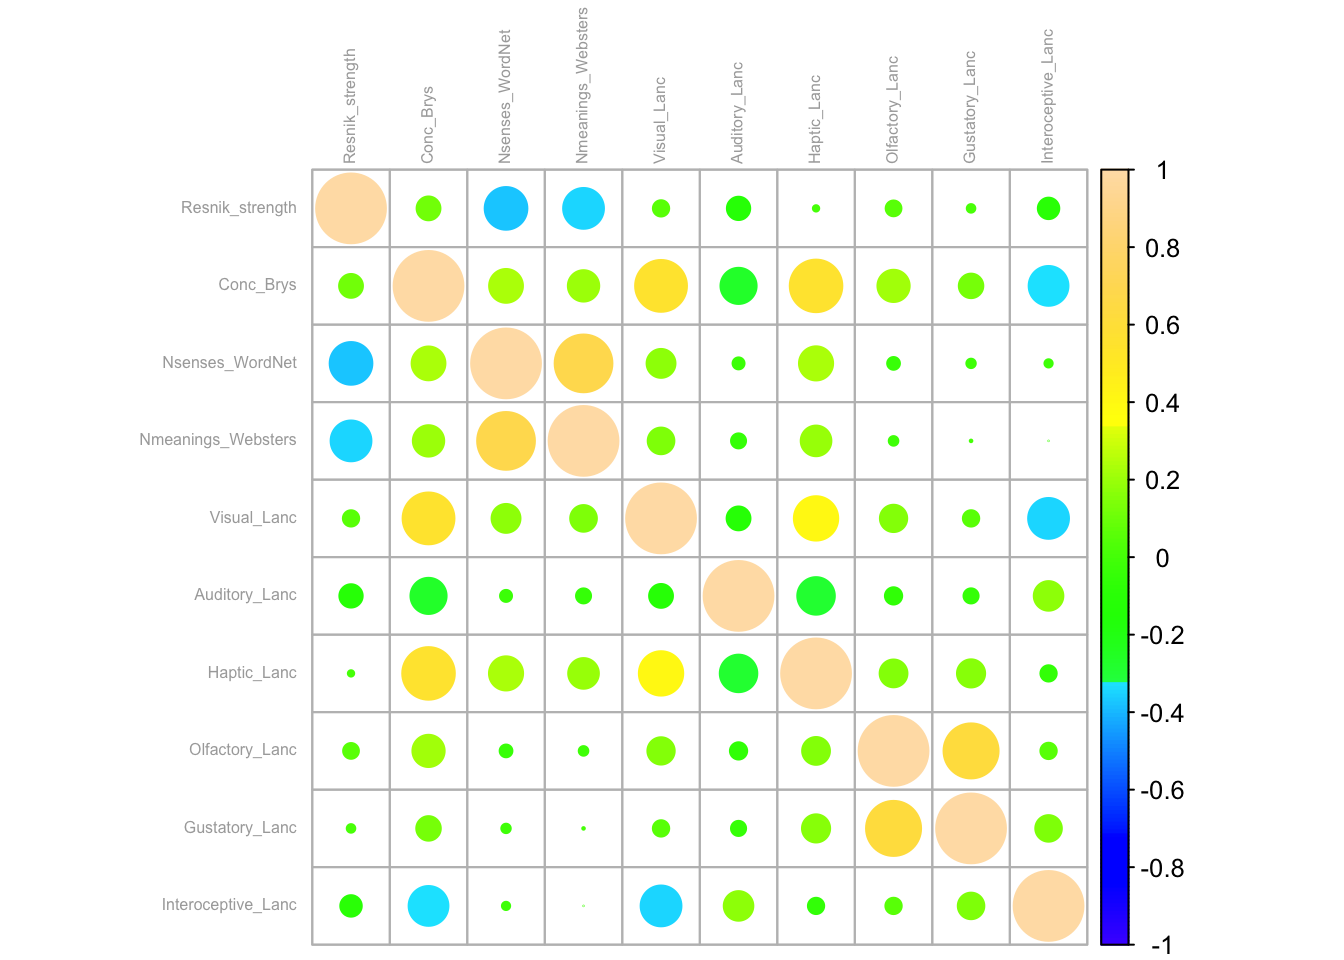 Resnik_strength
Conc_Brys
Nsenses_WordNet
Nmeanings_Websters
Visual_Lanc
Auditory_Lanc
Haptic_Lanc
Olfactory_Lanc
Gustatory_Lanc
Interoceptive_Lanc
Resnik_strength
Conc_Brys
Nsenses_WordNet
Nmeanings_Websters
Visual_Lanc
Auditory_Lanc
Haptic_Lanc
Olfactory_Lanc
Gustatory_Lanc
Interoceptive_Lanc
1
0.8
0.6
0.4
0.2
0
-0.2
-0.4
-0.6
-0.8
-1